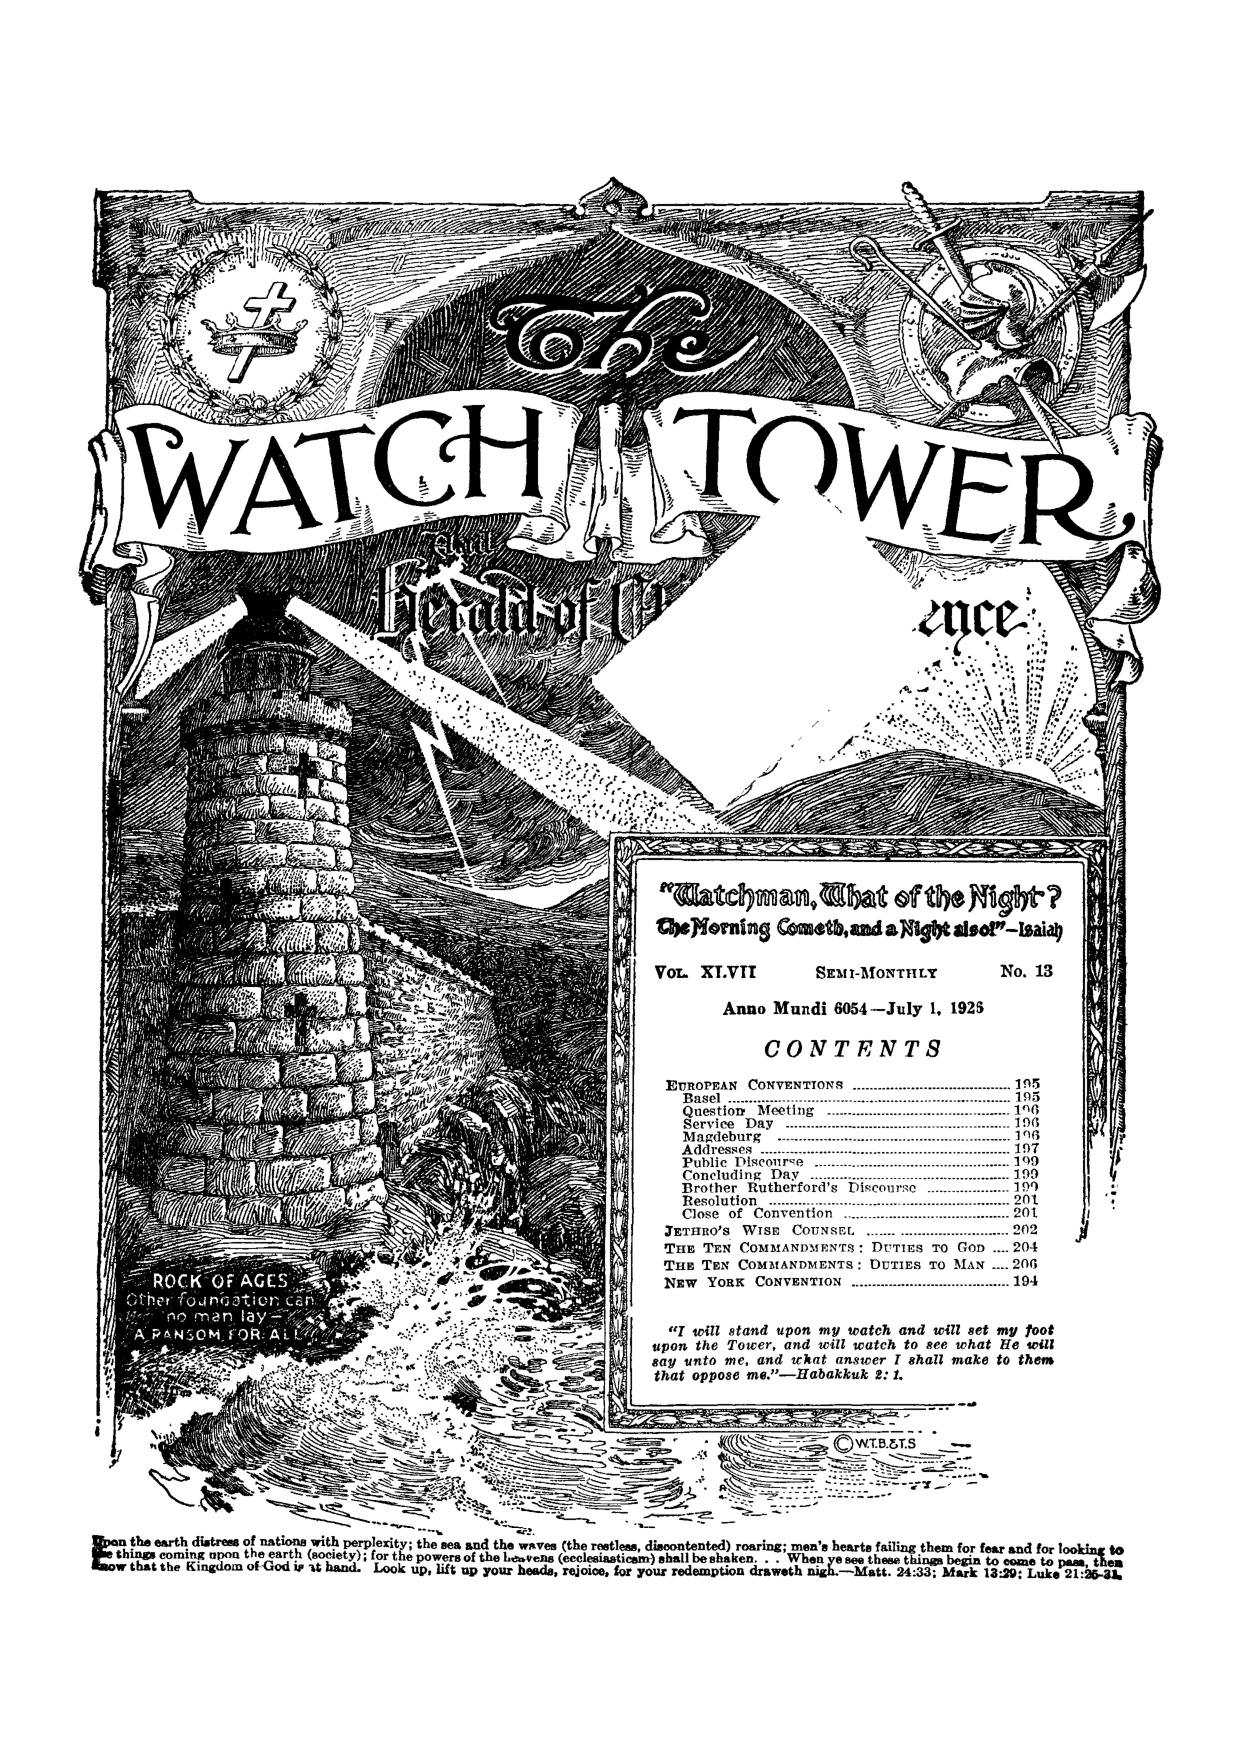 The
WATCH TOWER
And
Herald of Ch ence
"Watchman, What of the Night?
The Morning Cometh, and a Night also!"—Isaiah
VOL. XLVII SEMI-MONTHLY No. 13
Anno Mundi 6054—July 1, 1926
CONTENTS
EUROPEAN CONVENTIONS 195
Basel 195
Question Meeting 196
Service Day 196
Magdeburg 196
Addresses 197
Public Discourse 199
Concluding Day 199
Brother Rutherford's Discourse 199
Resolution 201
Close of Convention 201
JETHRO'S WISE COUNSEL 202
THE TEN COMMANDMENTS: DUTIES TO GOD 204
THE TEN COMMANDMENTS: DUTIES TO MAN 206
NEW YORK CONVENTION 194
"I will stand upon my watch and will set my foot
upon the Tower, and will watch to see what He will
say unto me, and what answer I shall make to them
that oppose me."—Habakkuk 2:1.
ROCK OF AGES
Other foundation can
no man lay—
A RANSOM FOR ALL
©W.T.B.&T.S
Upon the earth distress of nations with perplexity; the sea and the waves (the restless, discontented) roaring; men's hearts failing them for fear and for looking to
the things coming upon the earth (society); for the powers of the heavens (ecclesiasticsm) shall be shaken. . . When ye see these things begin to come to pass, then
know that the Kingdom of God is at hand. Look up, lift up your heads, rejoice, for your redemption draweth nigh.—Matt. 24:33; Mark 13:29; Luke 21:25-31.